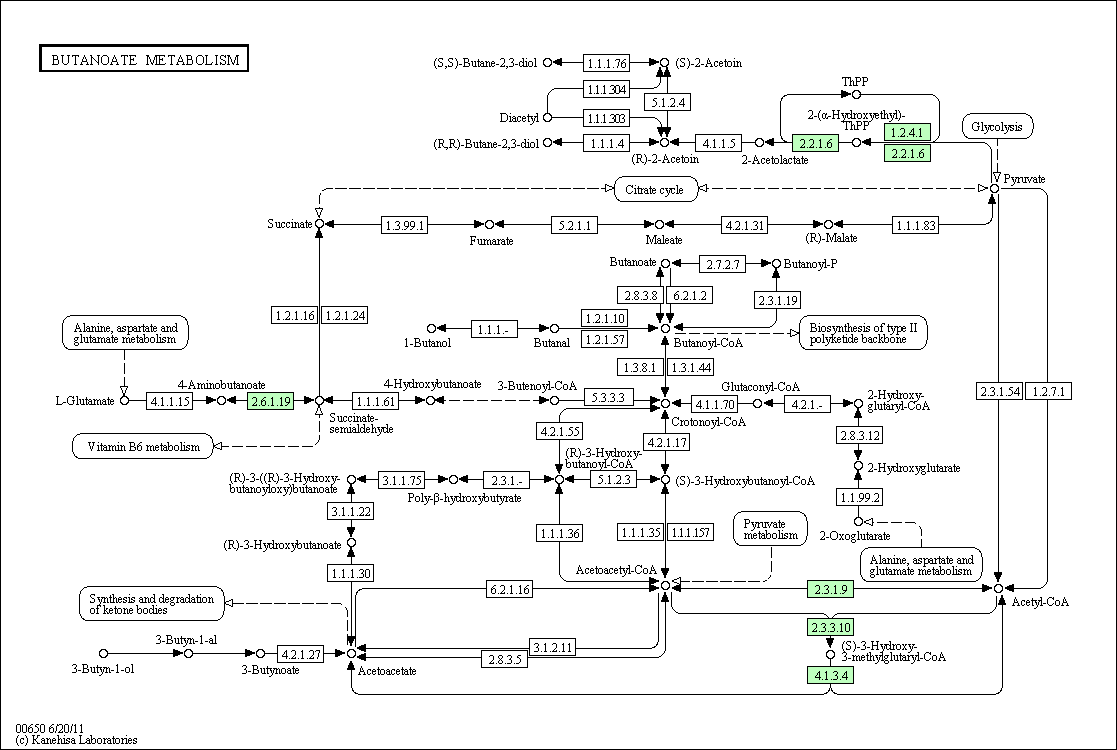 BUTANOATE METABOLISM
(S,S)-Butane-2,3-diol
1.1.1.76
(S)-2-Acetoin
1.1.1.304
5.1.2.4
Diacetyl
1.1.1.303
(R,R)-Butane-2,3-diol
1.1.1.4
(R)-2-Acetoin
4.1.1.5
2-Acetolactate
2.2.1.6
ThPP
2-(α-Hydroxyethyl)-
ThPP
1.2.4.1
2.2.1.6
Glycolysis
Pyruvate
Citrate cycle
Succinate
1.3.99.1
Fumarate
5.2.1.1
Maleate
4.2.1.31
(R)-Malate
1.1.1.83
Butanoate
2.7.2.7
Butanoyl-P
2.8.3.8
6.2.1.2
2.3.1.19
1.2.1.16
1.2.1.24
Alanine, aspartate and
glutamate metabolism
1-Butanol
1.1.1.-
Butanal
1.2.1.10
1.2.1.57
Butanoyl-CoA
Biosynthesis of type II
polyketide backbone
1.3.8.1
1.3.1.44
L-Glutamate
4.1.1.15
4-Aminobutanoate
2.6.1.19
Succinate-
semialdehyde
1.1.1.61
4-Hydroxybutanoate
3-Butenoyl-CoA
5.3.3.3
Crotonoyl-CoA
4.1.1.70
Glutaconyl-CoA
4.2.1.-
2-Hydroxy-
glutaryl-CoA
2.3.1.54
1.2.7.1
Vitamin B6 metabolism
4.2.1.55
4.2.1.17
2.8.3.12
(R)-3-Hydroxy-
butanoyl-CoA
2-Hydroxyglutarate
(R)-3-((R)-3-Hydroxy-
butanoyloxy)butanoate
3.1.1.75
Poly-β-hydroxybutyrate
2.3.1.-
5.1.2.3
(S)-3-Hydroxybutanoyl-CoA
1.1.99.2
3.1.1.22
2-Oxoglutarate
(R)-3-Hydroxybutanoate
1.1.1.36
1.1.1.35
1.1.1.157
Pyruvate
metabolism
Alanine, aspartate and
glutamate metabolism
1.1.1.30
Acetoacetyl-CoA
6.2.1.16
2.3.1.9
Acetyl-CoA
Synthesis and degradation
of ketone bodies
2.3.3.10
3-Butyn-1-ol
3-Butyn-1-al
3-Butynoate
4.2.1.27
Acetoacetate
3.1.2.11
2.8.3.5
(S)-3-Hydroxy-
3-methylglutaryl-CoA
4.1.3.4
00650 6/20/11
(c) Kanehisa Laboratories